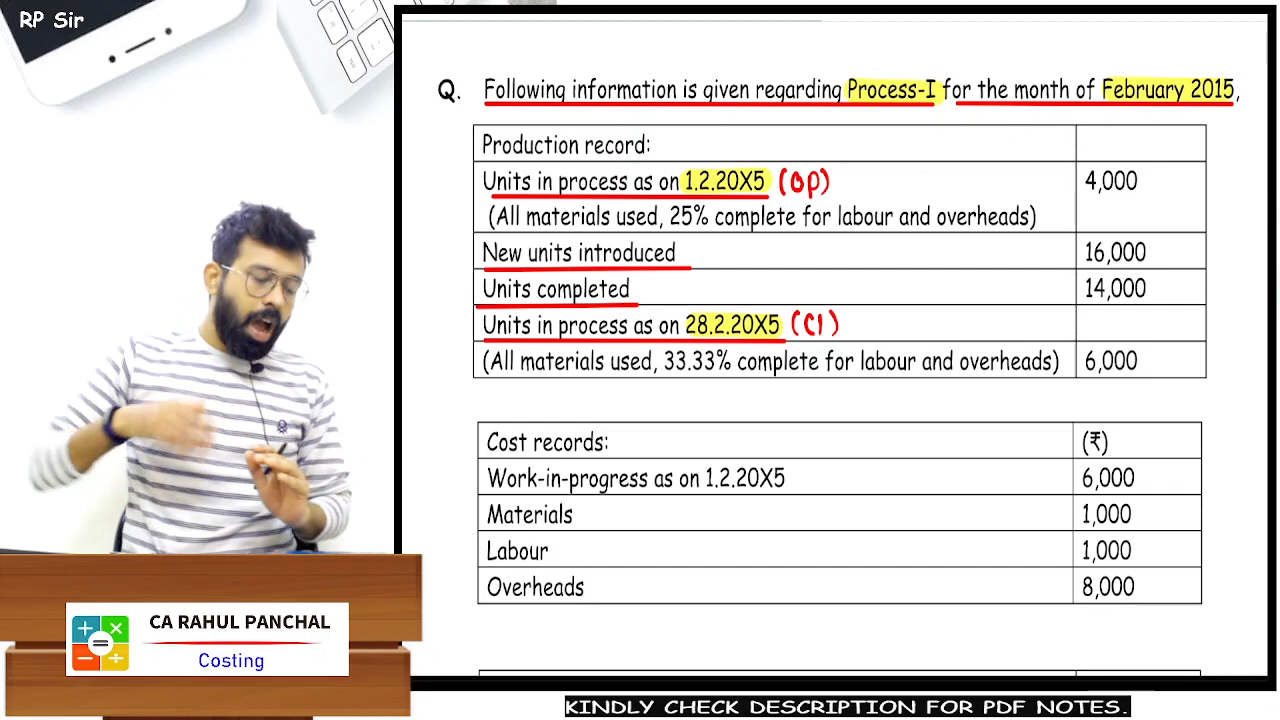 RP Sir
Q. Following information is given regarding Process-I for the month of February 2015,
Production record:
Units in process as on 1.2.20X5 (OP) 4,000
(All materials used, 25% complete for labour and overheads)
New units introduced 16,000
Units completed 14,000
Units in process as on 28.2.20X5 (Cl)
(All materials used, 33.33% complete for labour and overheads) 6,000
Cost records: (₹)
Work-in-progress as on 1.2.20X5 6,000
Materials 1,000
Labour 1,000
Overheads 8,000
CA RAHUL PANCHAL
Costing
KINDLY CHECK DESCRIPTION FOR PDF NOTES.